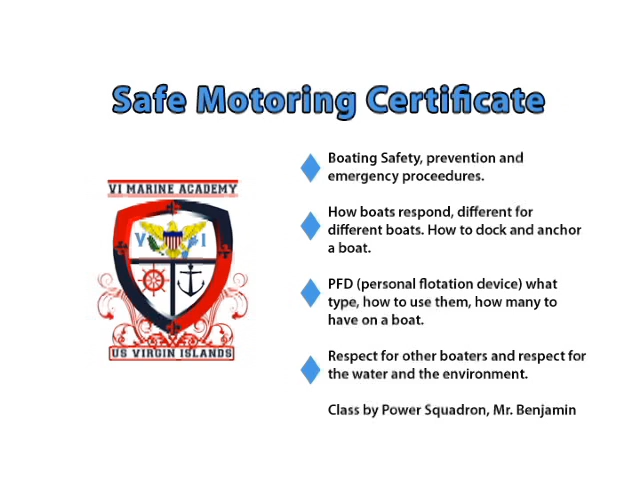 Safe Motoring Certificate
VI MARINE ACADEMY
V I
US VIRGIN ISLANDS
Boating Safety, prevention and
emergency proceedures.
How boats respond, different for
different boats. How to dock and anchor
a boat.
PFD (personal flotation device) what
type, how to use them, how many to
have on a boat.
Respect for other boaters and respect for
the water and the environment.
Class by Power Squadron, Mr. Benjamin